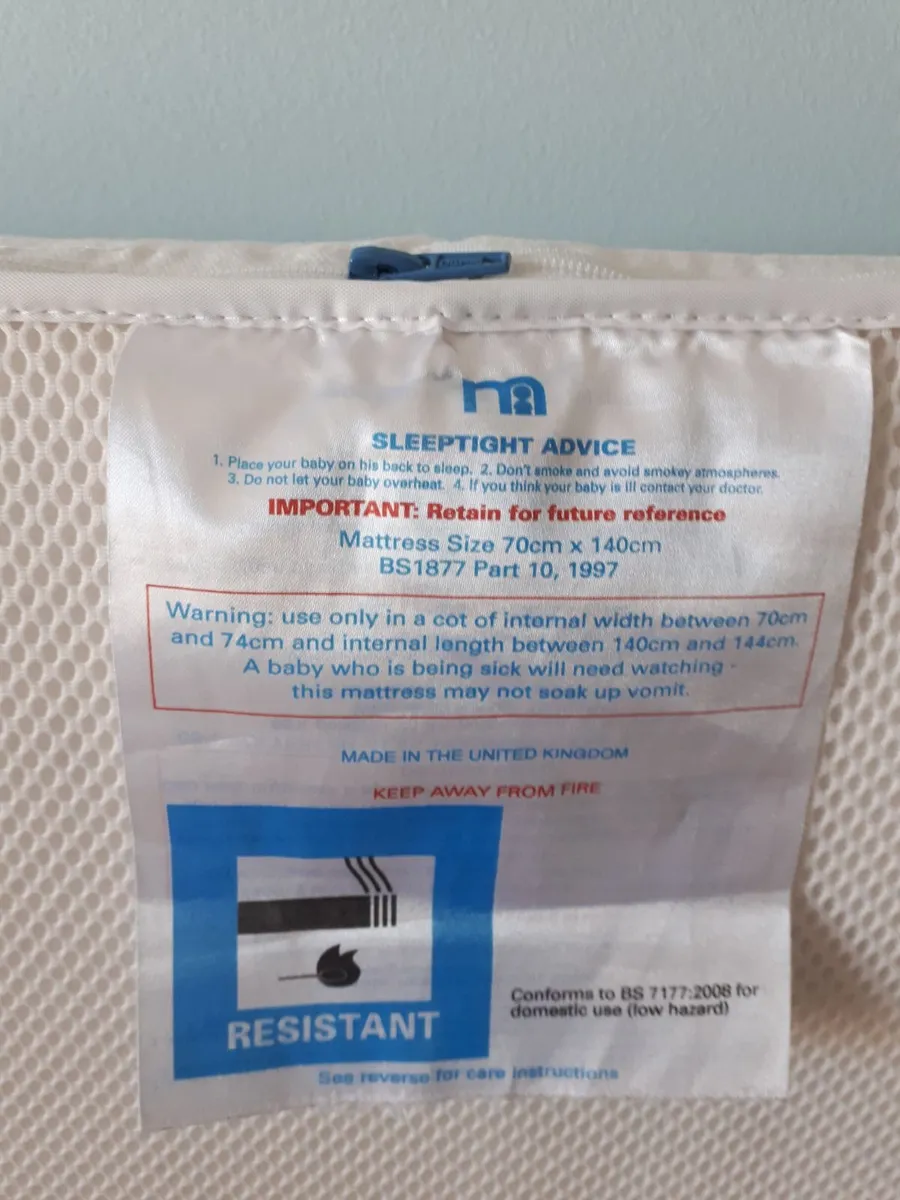 m
SLEEPTIGHT ADVICE
1. Place your baby on his back to sleep. 2. Don't smoke and avoid smokey atmospheres.
3. Do not let your baby overheat. 4. If you think your baby is ill contact your doctor.
IMPORTANT: Retain for future reference
Mattress Size 70cm x 140cm
BS1877 Part 10, 1997
Warning: use only in a cot of internal width between 70cm
and 74cm and internal length between 140cm and 144cm.
A baby who is being sick will need watching -
this mattress may not soak up vomit.
MADE IN THE UNITED KINGDOM
KEEP AWAY FROM FIRE
RESISTANT
Conforms to BS 7177:2008 for
domestic use (low hazard)
See reverse for care instructions